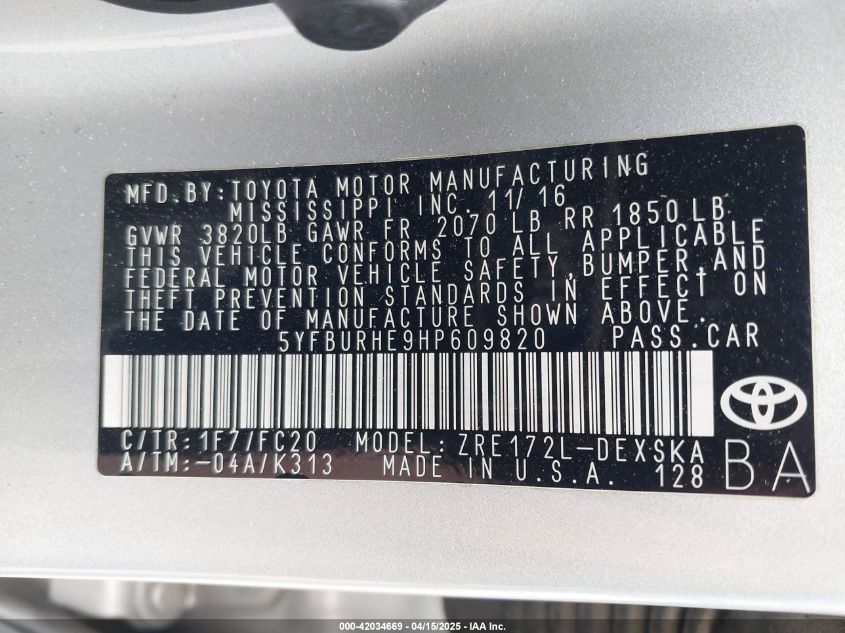 MFD.BY:TOYOTA MOTOR MANUFACTURING
MISSISSIPPI INC. 11/16
GVWR 3820LB GAWR FR 2070 LB RR 1850LB
THIS VEHICLE CONFORMS TO ALL APPLICABLE
FEDERAL MOTOR VEHICLE SAFETY,BUMPER,AND
THEFT PREVENTION STANDARDS IN EFFECT ON
THE DATE OF MANUFACTURE SHOWN ABOVE.
5YFBURHE9HP609820 PASS.CAR
C/TR:1F7/FC20 MODEL:ZRE172L-DEXSKA
A/TM:-04A/K313 MADE IN U.S.A. 128
BA
000-42034669 | 04/15/2025 | IAA Inc.